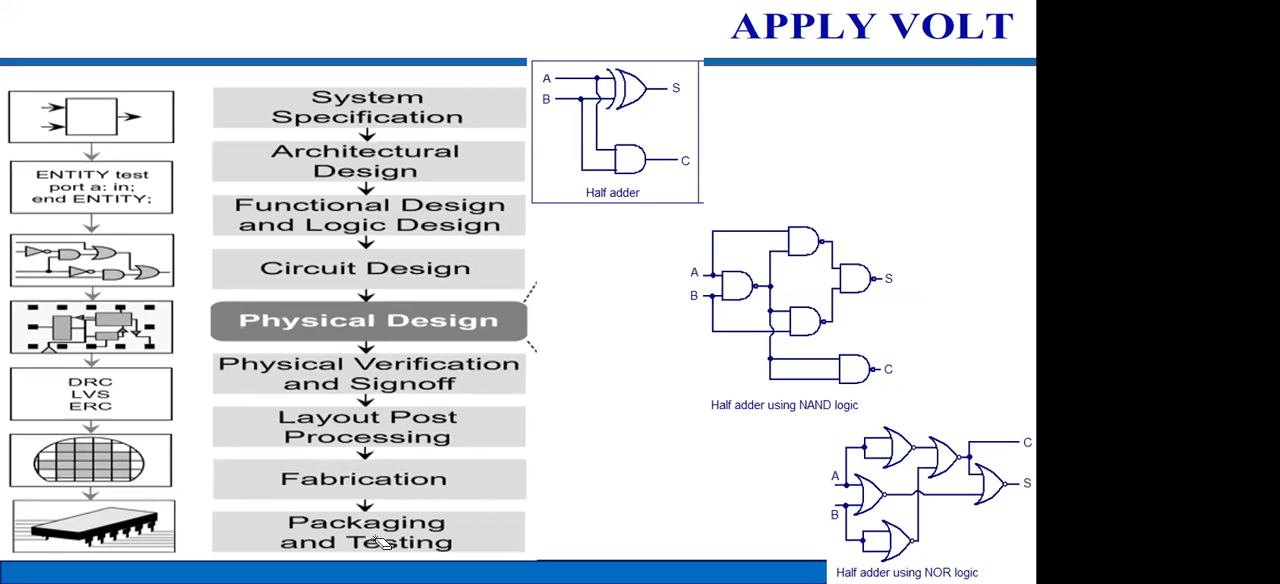 APPLY VOLT
ENTITY test
port a: in;
end ENTITY;
DRC
LVS
ERC
System
Specification
Architectural
Design
Functional Design
and Logic Design
Circuit Design
Physical Design
Physical Verification
and Signoff
Layout Post
Processing
Fabrication
Packaging
and Testing
A
B
S
C
Half adder
A
B
S
C
Half adder using NAND logic
A
B
C
S
Half adder using NOR logic